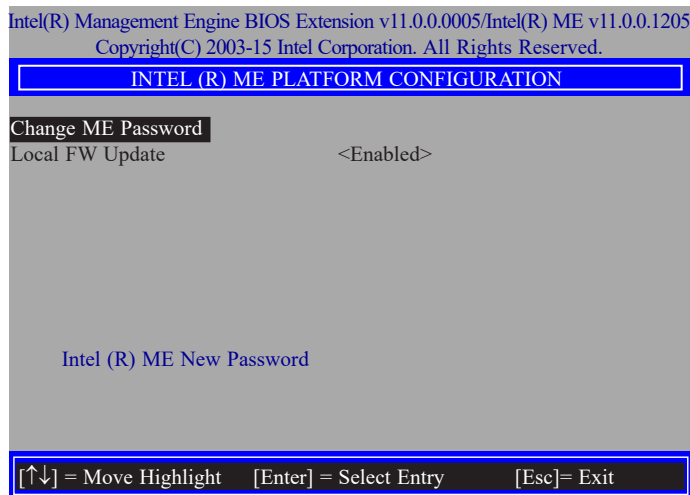 Intel(R) Management Engine BIOS Extension v11.0.0.0005/Intel(R) ME v11.0.0.1205
Copyright(C) 2003-15 Intel Corporation. All Rights Reserved.
INTEL (R) ME PLATFORM CONFIGURATION
Change ME Password
Local FW Update <Enabled>
Intel (R) ME New Password
[↑↓] = Move Highlight [Enter] = Select Entry [Esc]= Exit